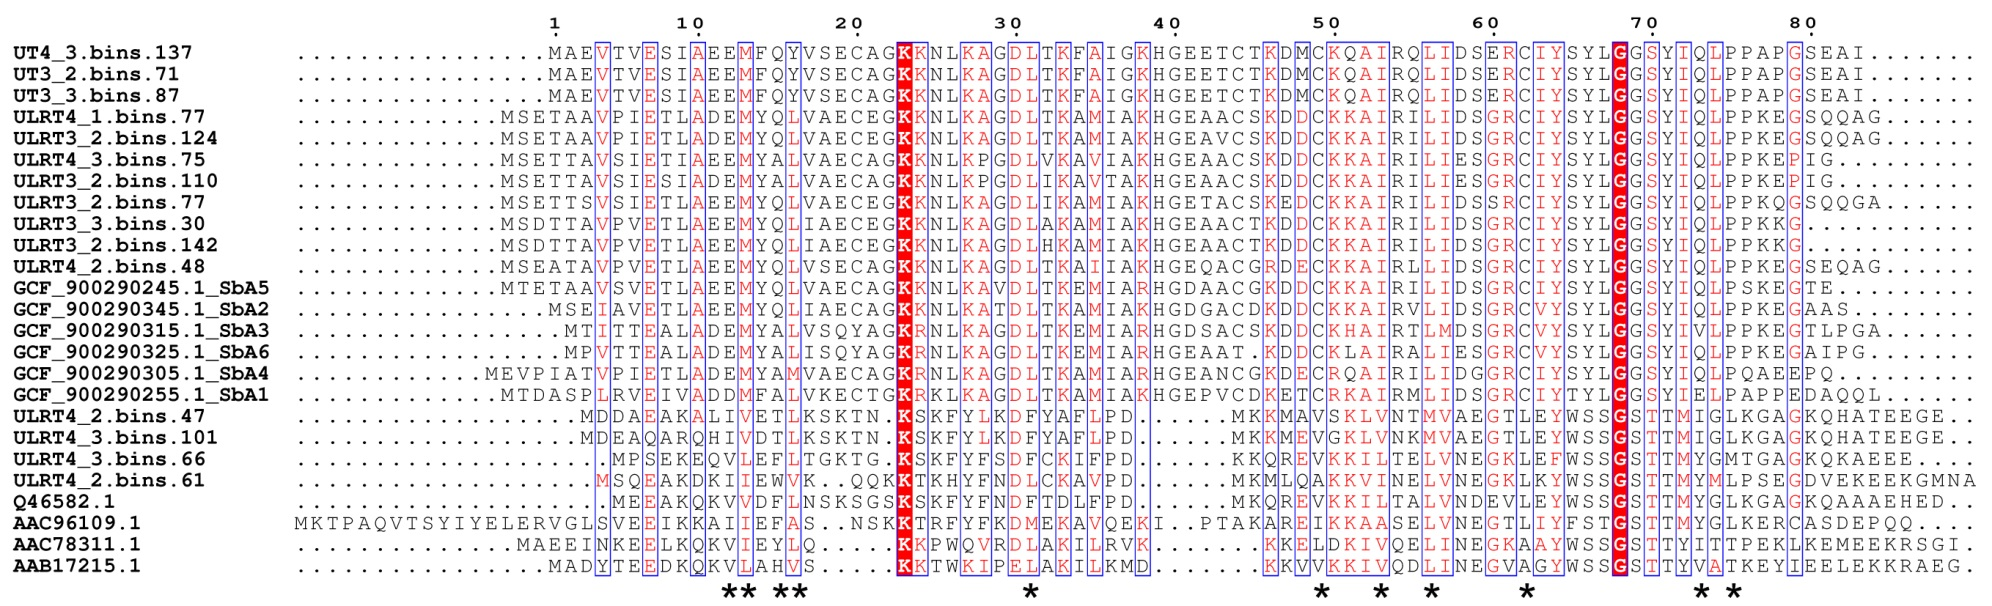 1 10 20 30 40 50 60 70 80
UT4_3.bins.137 ................MAEVTVESIAEEMFQYVSECAGKKNLKAGDLTKFAIGKHGEETCTKDMCKQAIRQLIDSERCIYSYLGGSYIQLPPAPGSEAI.......
UT3_2.bins.71 ................MAEVTVESIAEEMFQYVSECAGKKNLKAGDLTKFAIGKHGEETCTKDMCKQAIRQLIDSERCIYSYLGGSYIQLPPAPGSEAI.......
UT3_3.bins.87 ................MAEVTVESIAEEMFQYVSECAGKKNLKAGDLTKFAIGKHGEETCTKDMCKQAIRQLIDSERCIYSYLGGSYIQLPPAPGSEAI.......
ULRT4_1.bins.77 .............MSETAAVPIETLADEMYQLVAECEGKKNLKAGDLTKAMIAKHGEAACSKDDCKKAIRILIDSGRCIYSYLGGSYIQLPPKEGSQQAG......
ULRT3_2.bins.124 .............MSETAAVPIETLADEMYQLVAECEGKKNLKAGDLTKAMIAKHGEAVCSKDDCKKAIRILIDSGRCIYSYLGGSYIQLPPKEGSQQAG......
ULRT4_3.bins.75 .............MSETTAVSIETIAEEMYALVAECAGKKNLKPGDLVKAVIAKHGEAACSKDDCKKAIRILIESGRCIYSYLGGSYIQLPPKEPIG.........
ULRT3_2.bins.110 .............MSETTAVSIESIADEMYALVAECAGKKNLKPGDLIKAVTAKHGEAACSKDDCKKAIRILIESGRCIYSYLGGSYIQLPPKEPIG.........
ULRT3_2.bins.77 .............MSETTSVSIETLAEEMYQLVAECEGKKNLKAGDLIKAMIAKHGETACSKEDCKKAIRILIDSSRCIYSYLGGSYIQLPPKQGSQQGA......
ULRT3_3.bins.30 .............MSDTTAVPVETLAEEMYQLIAECEGKKNLKAGDLAKAMIAKHGEAACTKDDCKKAIRILIDSGRCIYSYLGGSYIQLPPKKG...........
ULRT3_2.bins.142 .............MSDTTAVPVETLAEEMYQLIAECEGKKNLKAGDLHKAMIAKHGEAACTKDDCKKAIRILIDSGRCIYSYLGGSYIQLPPKKG...........
ULRT4_2.bins.48 .............MSEATAVPVETLAEEMYQLVSECAGKKNLKAGDLTKAIIAKHGEQACGRDECKKAIRLLIDSGRCIYSYLGGSYIQLPPKEGSEQAG......
GCF_900290245.1_SbA5 .............MTETAAVSVETLAEEMYQLVAECAGKKNLKAVDLTKEMIARHGDAACGKDDCKKAIRILIDSGRCIYSYLGGSYIQLPSKEGTE.........
GCF_900290345.1_SbA2 ................MSEIAVETLAEEMYQLIAECAGKKNLKATDLTKAMIAKHGDGACDKDDCKKAIRVLIDSGRCVYSYLGGSYIQLPPKEGAAS........
GCF_900290315.1_SbA3 .................MTITTEALADEMYALVSQYAGKRNLKAGDLTKEMIARHGDSACSKDDCKHAIRTLMDSGRCVYSYLGGSYIVLPPKEGTLPGA......
GCF_900290325.1_SbA6 .................MPVTTEALADEMYALISQYAGKRNLKAGDLTKEMIARHGEAAT.KDDCKLAIRALIESGRCVYSYLGGSYIQLPPKEGAIPG.......
GCF_900290305.1_SbA4 ............MEVPIATVPIETLADEMYAMVAECAGKRNLKAGDLTKAMIARHGEANCGKDECRQAIRILIDGGRCIYSYLGGSYIQLPQAEEPQ.........
GCF_900290255.1_SbA1 .............MTDASPLRVEIVADDMFALVKECTGKRKLKAGDLTKAMIAKHGEPVCDKETCRKAIRMLIDSGRCIYTYLGGSYIELPAPPEDAQQL......
ULRT4_2.bins.47 ..................MDDAEAKALIVETLKSKTN.KSKFYLKDFYAFLPD......MKKMAVSKLVNTMVAEGTLEYWSSGSTTMIGLKGAGKQHATEEGE..
ULRT4_3.bins.101 ..................MDEAQARQHIVDTLKSKTN.KSKFYLKDFYAFLPD......MKKMEVGKLVNKMVAEGTLEYWSSGSTTMIGLKGAGKQHATEEGE..
ULRT4_3.bins.66 ....................MPSEKEQVLEFLTGKTG.KSKFYFSDFCKIFPD......KKQREVKKILTELVNEGKLEFWSSGSTTMYGMTGAGKQKAEEE....
ULRT4_2.bins.61 ...................MSQEAKDKIIEWVK..QQKKTKHYFNDLCKAVPD......MKMLQAKKVINELVNEGKLEYWSSGSTTMYMLPSEGDVEKEEKGMNA
Q46582.1 ....................MEEAKQKVVDFLNSKSGSKSKFYFNDFTDLFPD......MKQREVKKILTALVNDEVLEYWSSGSTTMYGLKGAGKQAAAEHED..
AAC96109.1 MKTPAQVTSYIYELERVGLSVEEIKKAIIEFAS..NSKKTRFYFKDMEKAVQEKI..PTAKAREIKKAASELVNEGTLIYFSTGSTTMYGLKERCASDEPQQ....
AAC78311.1 ..............MAEEINKEELKQKVIEYLQ.....KKPWQVRDLAKILRVK.......KKELDKIVQELINEGKAAYWSSGSTTYITTPEKLKEMEEKRSGI.
AAB17215.1 ................MADYTEEDKQKVLAHVS.....KKTWKIPELAKILKMD.......KKVVKKIVQDLINEGVAGYWSSGSTTYVATKEYIEELEKKRAEG.
** ** * * * * * * *